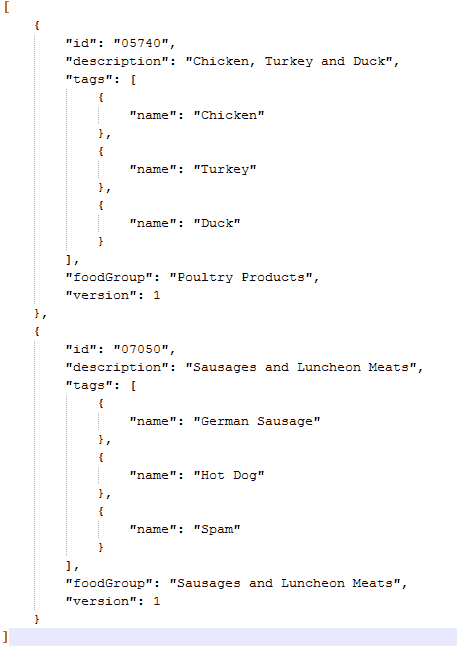 [
    {
        "id": "05740",
        "description": "Chicken, Turkey and Duck",
        "tags": [
            {
                "name": "Chicken"
            },
            {
                "name": "Turkey"
            },
            {
                "name": "Duck"
            }
        ],
        "foodGroup": "Poultry Products",
        "version": 1
    },
    {
        "id": "07050",
        "description": "Sausages and Luncheon Meats",
        "tags": [
            {
                "name": "German Sausage"
            },
            {
                "name": "Hot Dog"
            },
            {
                "name": "Spam"
            }
        ],
        "foodGroup": "Sausages and Luncheon Meats",
        "version": 1
    }
]